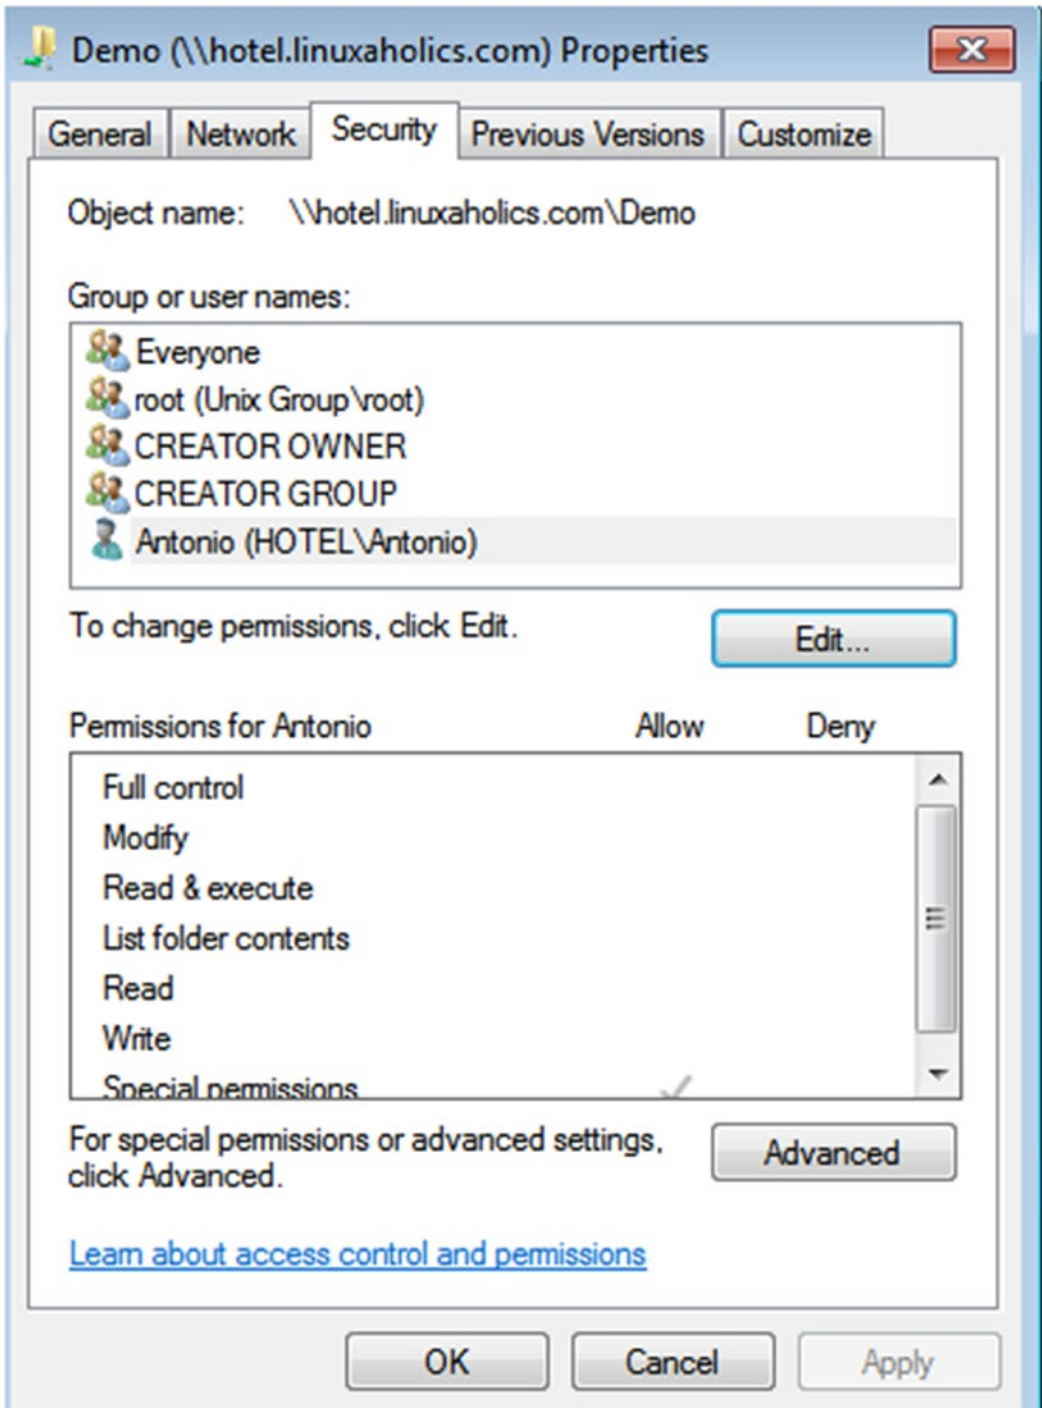 Demo (\\hotel.linuxaholics.com) Properties
General Network Security Previous Versions Customize
Object name: \\hotel.linuxaholics.com\Demo
Group or user names:
Everyone
root (Unix Group\root)
CREATOR OWNER
CREATOR GROUP
Antonio (HOTEL\Antonio)
To change permissions, click Edit.
Edit...
Permissions for Antonio Allow Deny
Full control
Modify
Read & execute
List folder contents
Read
Write
Special permissions
For special permissions or advanced settings,
click Advanced.
Advanced
Learn about access control and permissions
OK Cancel Apply